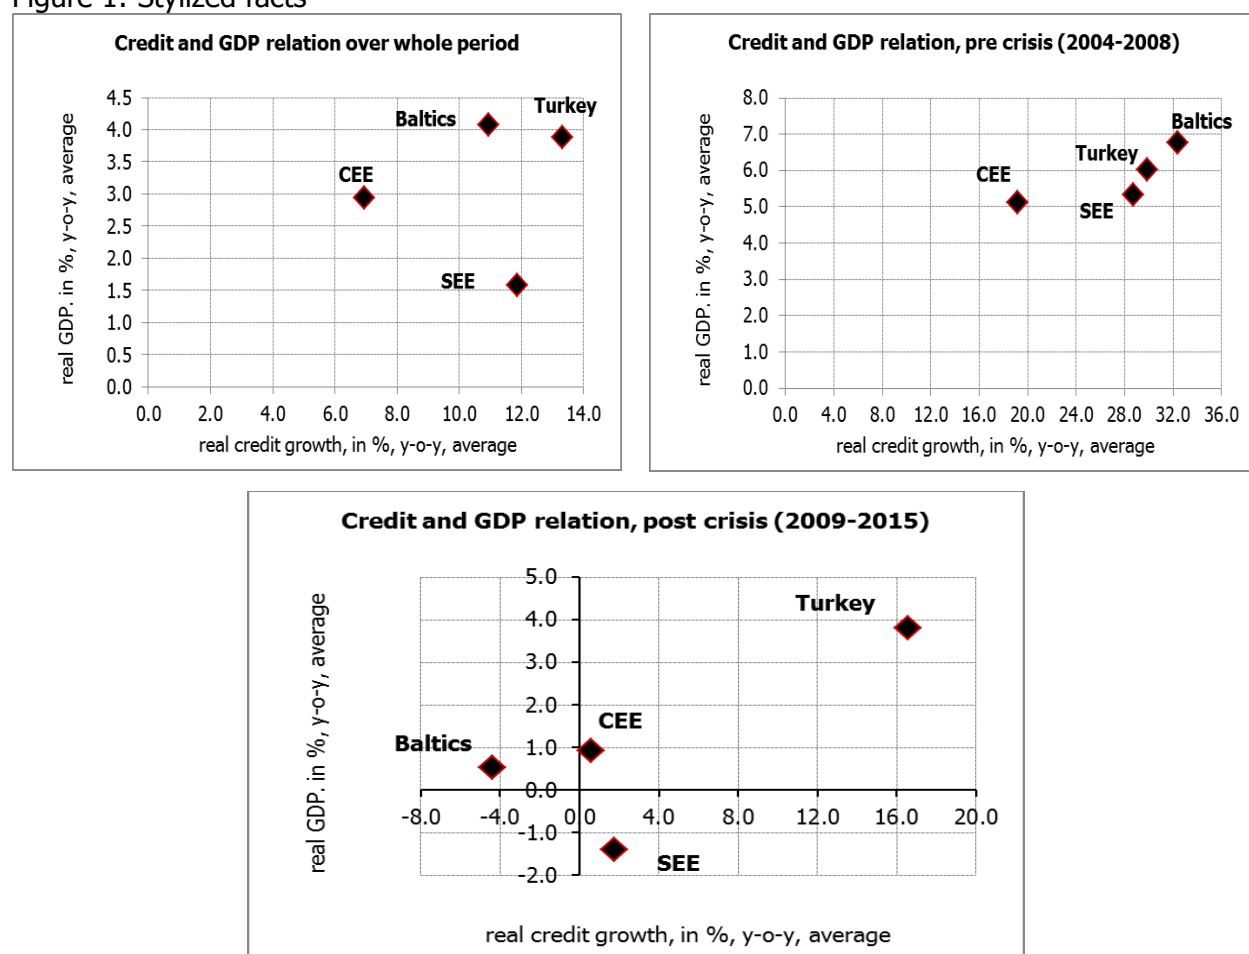 Figure 1: Stylized facts
Credit and GDP relation over whole period
real GDP. in %, y-o-y, average
4.5
4.0
3.5
3.0
2.5
2.0
1.5
1.0
0.5
0.0
Baltics
Turkey
CEE
SEE
0.0 2.0 4.0 6.0 8.0 10.0 12.0 14.0
real credit growth, in %, y-o-y, average
Credit and GDP relation, pre crisis (2004-2008)
real GDP. in %, y-o-y, average
8.0
7.0
6.0
5.0
4.0
3.0
2.0
1.0
0.0
Baltics
Turkey
CEE
SEE
0.0 4.0 8.0 12.0 16.0 20.0 24.0 28.0 32.0 36.0
real credit growth, in %, y-o-y, average
Credit and GDP relation, post crisis (2009-2015)
real GDP. in %, y-o-y, average
5.0
4.0
3.0
2.0
1.0
0.0
-1.0
-2.0
Turkey
CEE
Baltics
SEE
-8.0 -4.0 0.0 4.0 8.0 12.0 16.0 20.0
real credit growth, in %, y-o-y, average